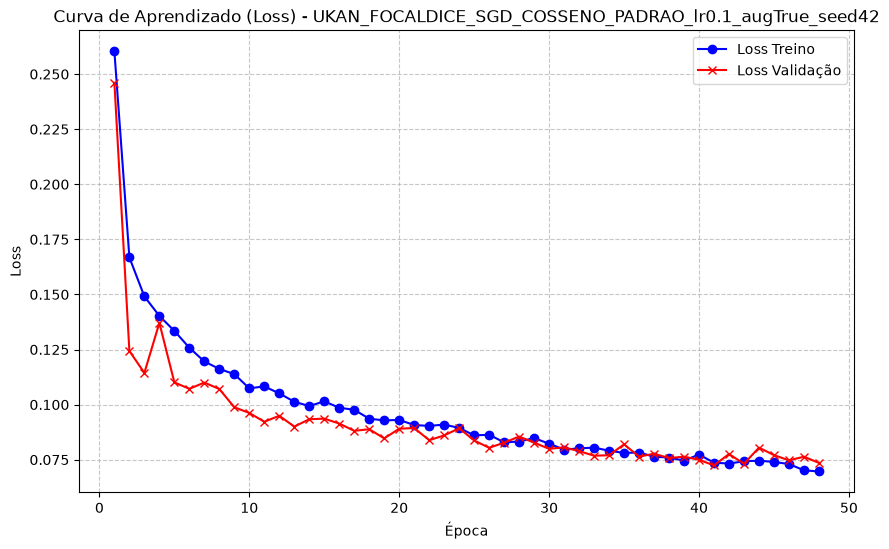 Curva de Aprendizado (Loss) - UKAN_FOCALDICE_SGD_COSSENO_PADRAO_lr0.1_augTrue_seed42
Loss Treino
Loss Validação
0.250
0.225
0.200
0.175
0.150
0.125
0.100
0.075
Loss
0 10 20 30 40 50
Época